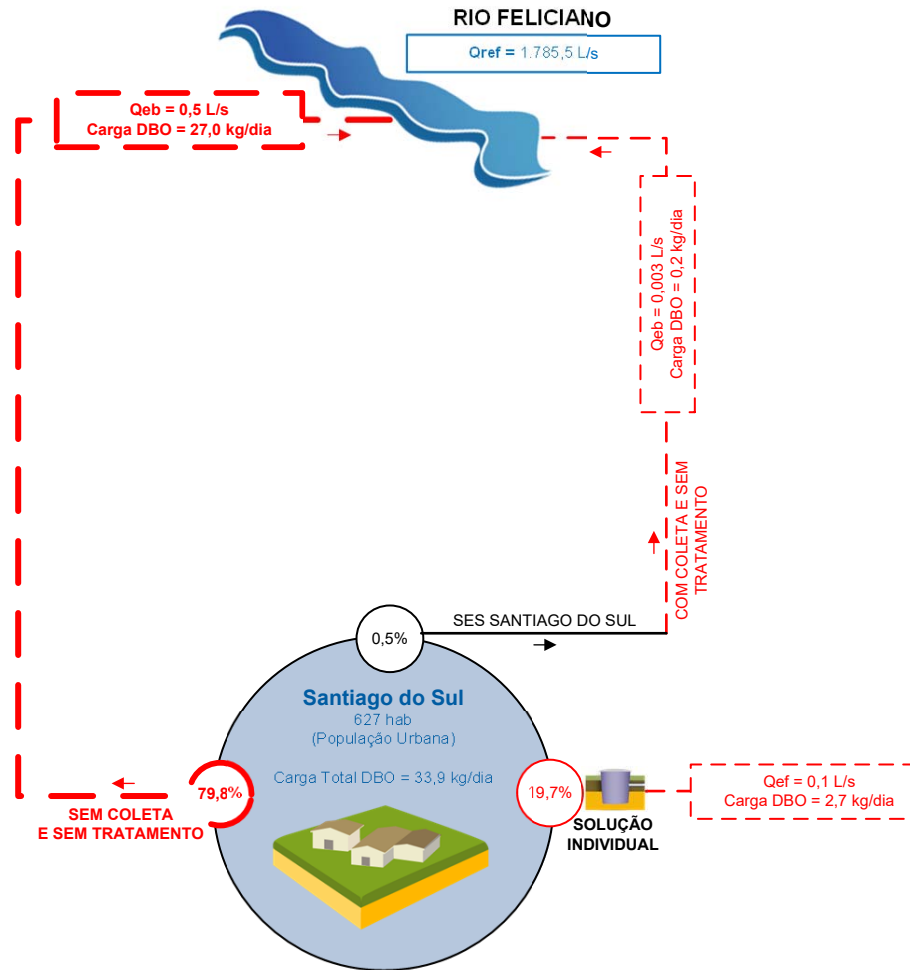 RIO FELICIANO
Qref = 1.785,5 L/s
Qeb = 0,5 L/s
Carga DBO = 27,0 kg/dia
Qeb = 0,003 L/s
Carga DBO = 0,2 kg/dia
COM COLETA E SEM
TRATAMENTO
SES SANTIAGO DO SUL
0,5%
Santiago do Sul
627 hab
(População Urbana)
Carga Total DBO = 33,9 kg/dia
79,8%
SEM COLETA
E SEM TRATAMENTO
19,7%
SOLUÇÃO
INDIVIDUAL
Qef = 0,1 L/s
Carga DBO = 2,7 kg/dia